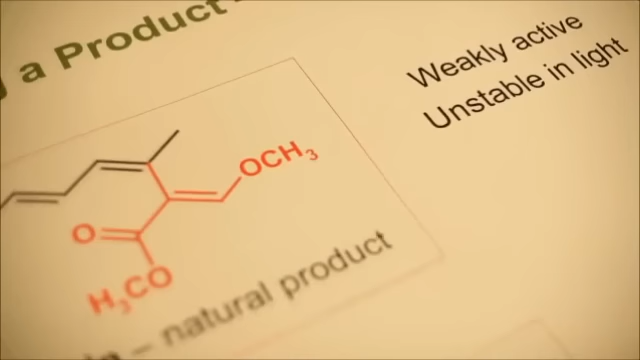 a Product
Weakly active
Unstable in light
OCH3
O
H3CO
– natural product